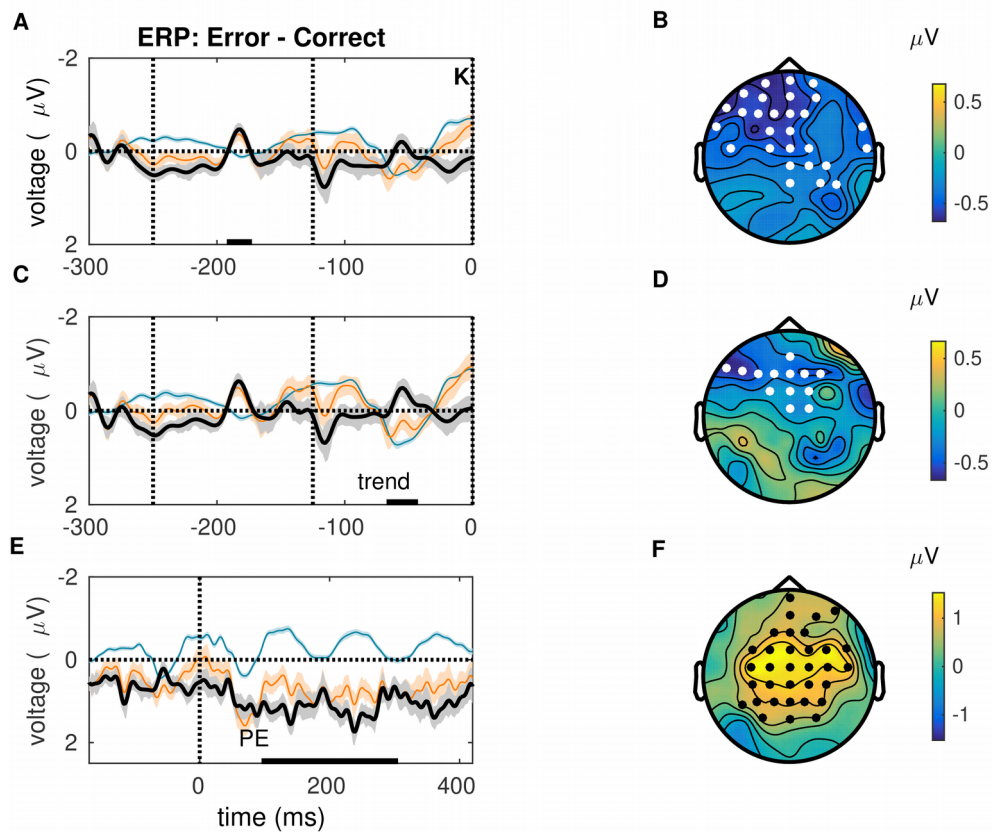 A
ERP: Error - Correct
B
μV
-2
0
2
voltage ( μV)
K
-300
-200
-100
0
0.5
0
-0.5
C
D
μV
-2
0
2
voltage ( μV)
trend
-300
-200
-100
0
0.5
0
-0.5
E
F
μV
-2
0
2
voltage ( μV)
PE
0
200
400
time (ms)
1
0
-1